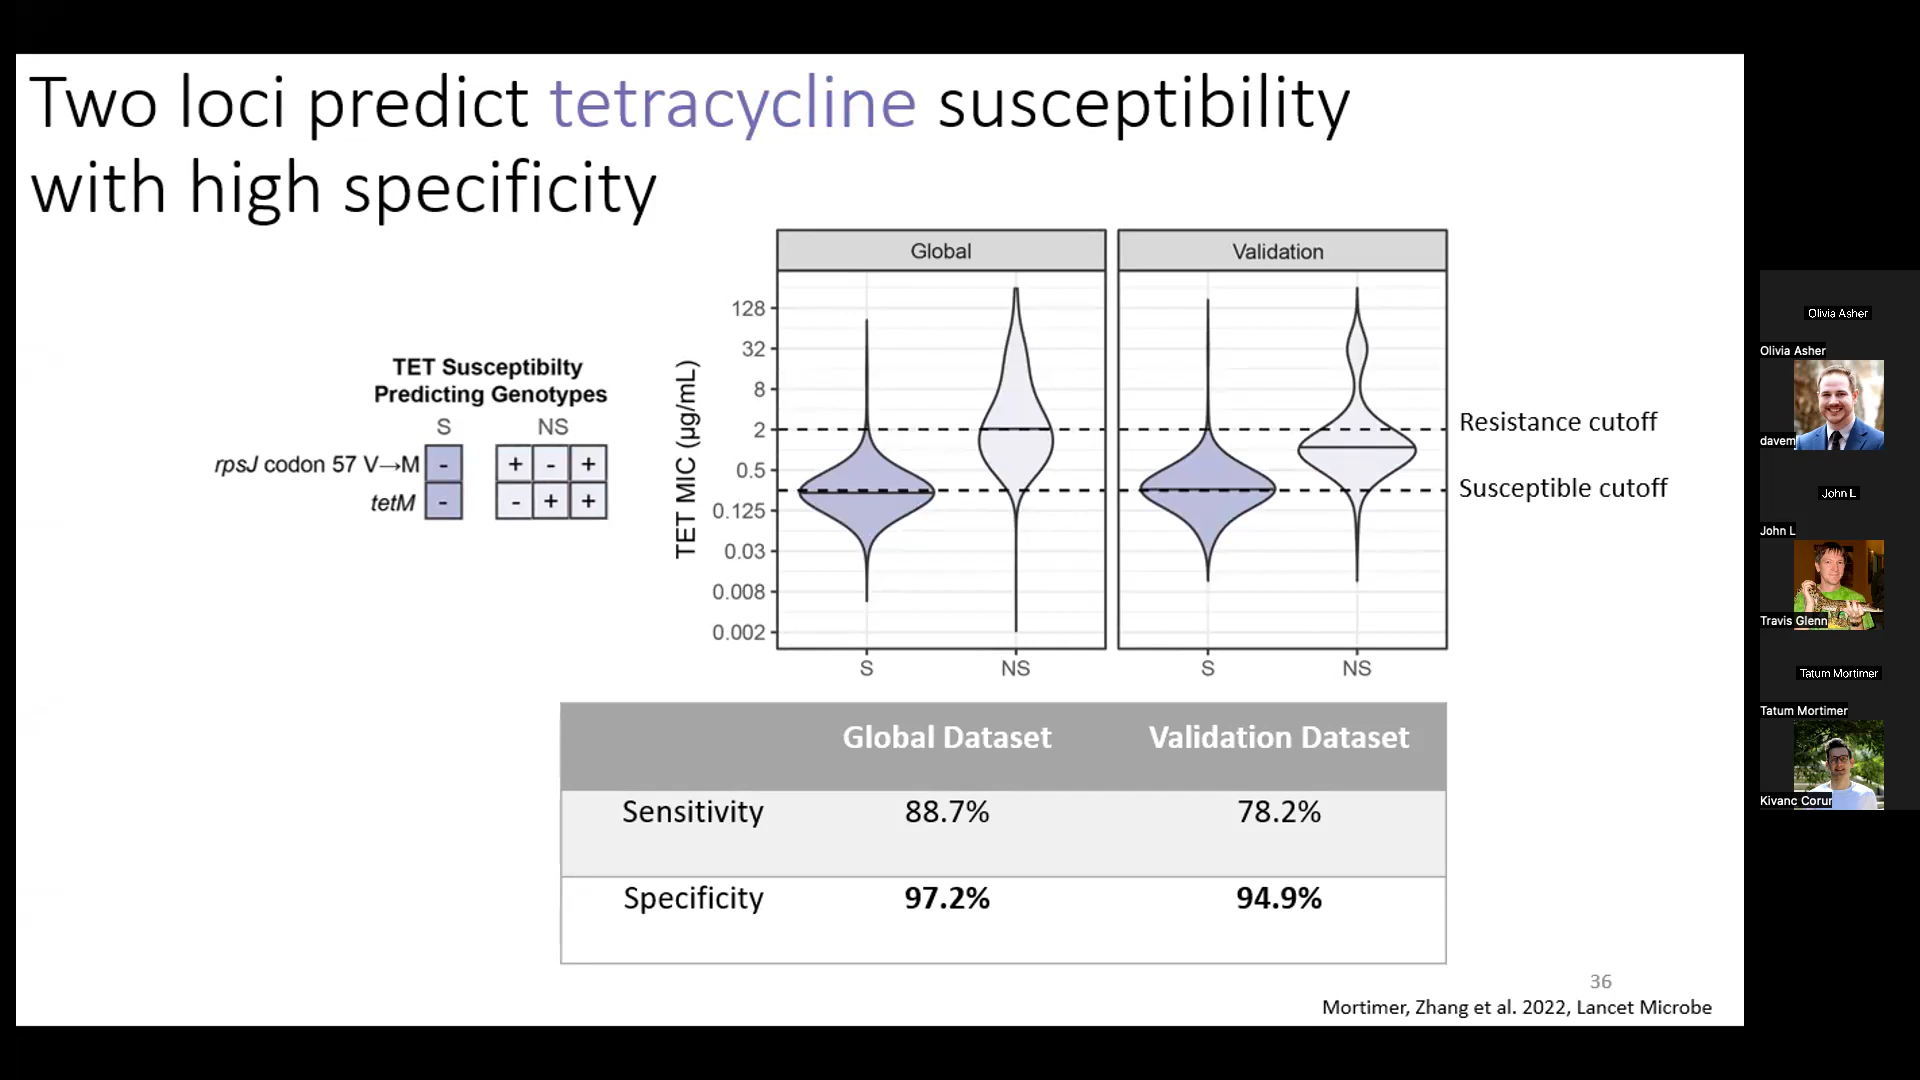 Two loci predict tetracycline susceptibility
with high specificity
TET Susceptibilty
Predicting Genotypes
S NS
rpsJ codon 57 V→M - + - +
tetM - - + +
Global Validation
TET MIC (µg/mL)
128
32
8
2
0.5
0.125
0.03
0.008
0.002
S NS S NS
Resistance cutoff
Susceptible cutoff
Global Dataset Validation Dataset
Sensitivity 88.7% 78.2%
Specificity 97.2% 94.9%
36
Mortimer, Zhang et al. 2022, Lancet Microbe
Olivia Asher
Olivia Asher
davem
John L
John L
Travis Glenn
Tatum Mortimer
Tatum Mortimer
Kivanc Corur